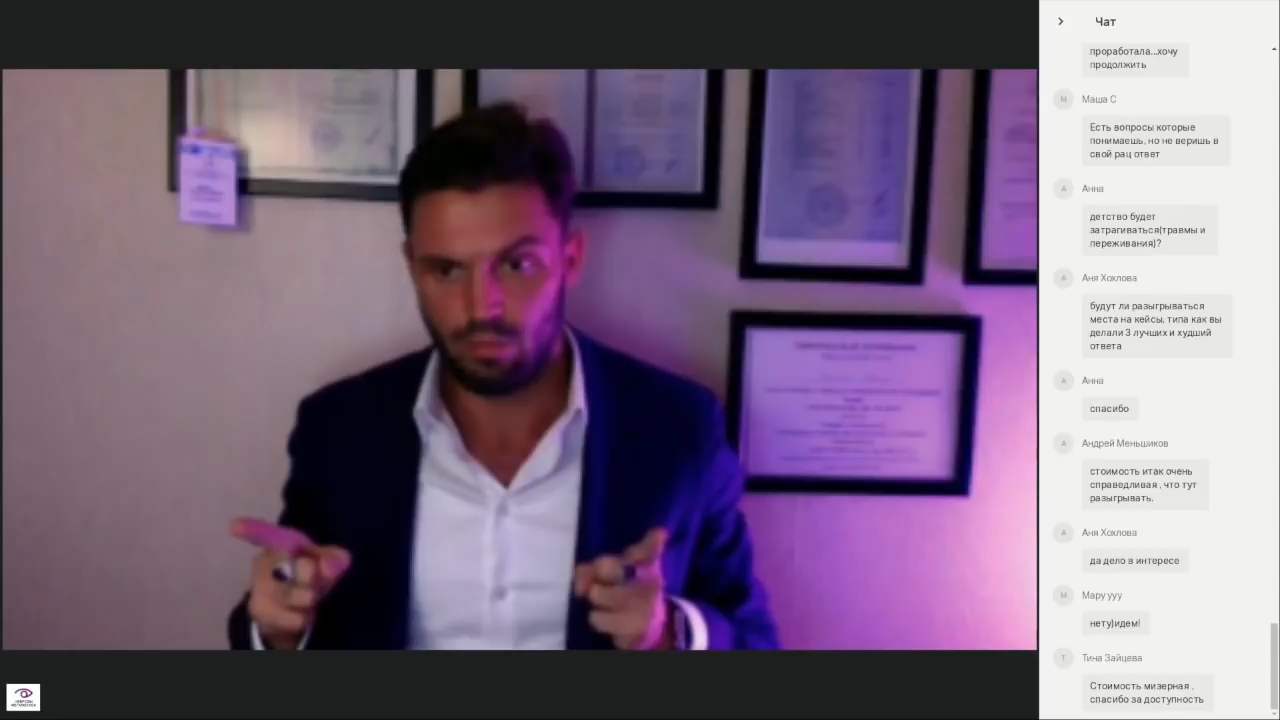 Чат
проработала...хочу
продолжить
М
Маша С
Есть вопросы которые
понимаешь, но не веришь в
свой рац ответ
А
Анна
детство будет
затрагиваться(травмы и
переживания)?
А
Аня Хохлова
будут ли разыгрываться
места на кейсы, типа как вы
делали 3 лучших и худший
ответа
А
Анна
спасибо
А
Андрей Меньшиков
стоимость итак очень
справедливая , что тут
разыгрывать.
А
Аня Хохлова
да дело в интересе
М
Мару ууу
нету)идем!
Т
Тина Зайцева
Стоимость мизерная ,
спасибо за доступность